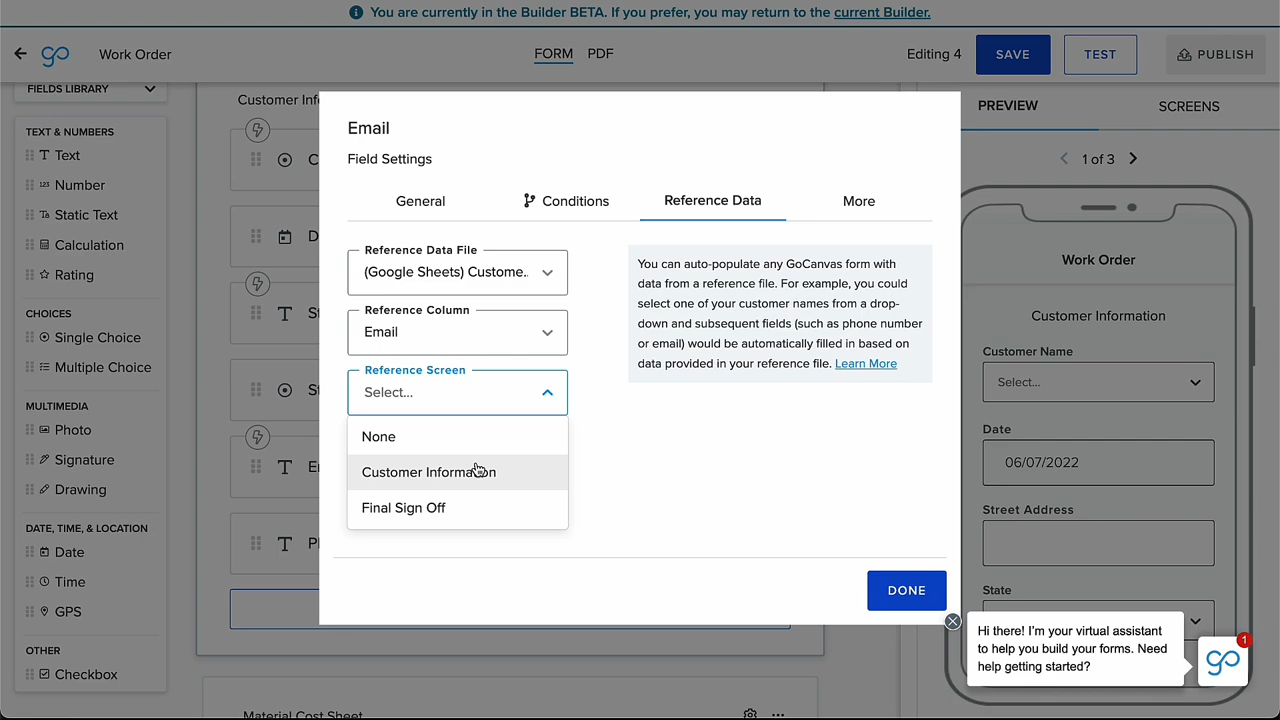 You are currently in the Builder BETA. If you prefer, you may return to the current Builder.
go
Work Order
FORM
PDF
Editing 4
SAVE
TEST
PUBLISH
FIELDS LIBRARY
TEXT & NUMBERS
Text
Number
Static Text
Calculation
Rating
CHOICES
Single Choice
Multiple Choice
MULTIMEDIA
Photo
Signature
Drawing
DATE, TIME, & LOCATION
Date
Time
GPS
OTHER
Checkbox
Customer Inf
C
D
St
St
Er
Pl
Material Cost Sheet
Email
Field Settings
General
Conditions
Reference Data
More
Reference Data File
(Google Sheets) Custome..
Reference Column
Email
Reference Screen
Select...
None
Customer Information
Final Sign Off
You can auto-populate any GoCanvas form with
data from a reference file. For example, you could
select one of your customer names from a drop-
down and subsequent fields (such as phone number
or email) would be automatically filled in based on
data provided in your reference file. Learn More
DONE
PREVIEW
SCREENS
1 of 3
Work Order
Customer Information
Customer Name
Select...
Date
06/07/2022
Street Address
State
Hi there! I'm your virtual assistant
to help you build your forms. Need
help getting started?
go
1